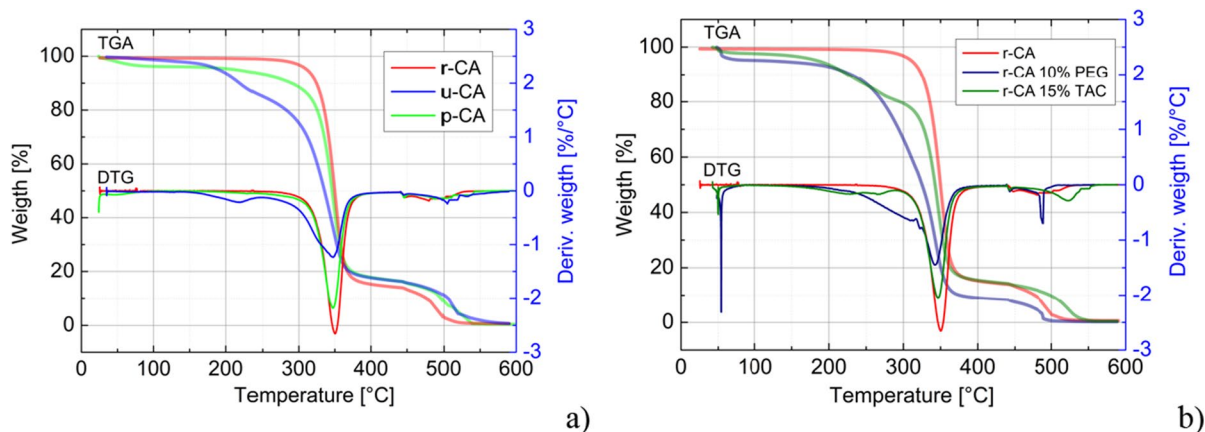 TGA
r-CA
u-CA
p-CA
DTG
100
80
60
40
20
0
Weigth [%]
3
2
1
0
-1
-2
-3
Deriv. weigth [%/°C]
0 100 200 300 400 500 600
Temperature [°C]
a)
TGA
r-CA
r-CA 10% PEG
r-CA 15% TAC
DTG
100
80
60
40
20
0
Weigth [%]
3
2
1
0
-1
-2
-3
Deriv. weigth [%/°C]
0 100 200 300 400 500 600
Temperature [°C]
b)